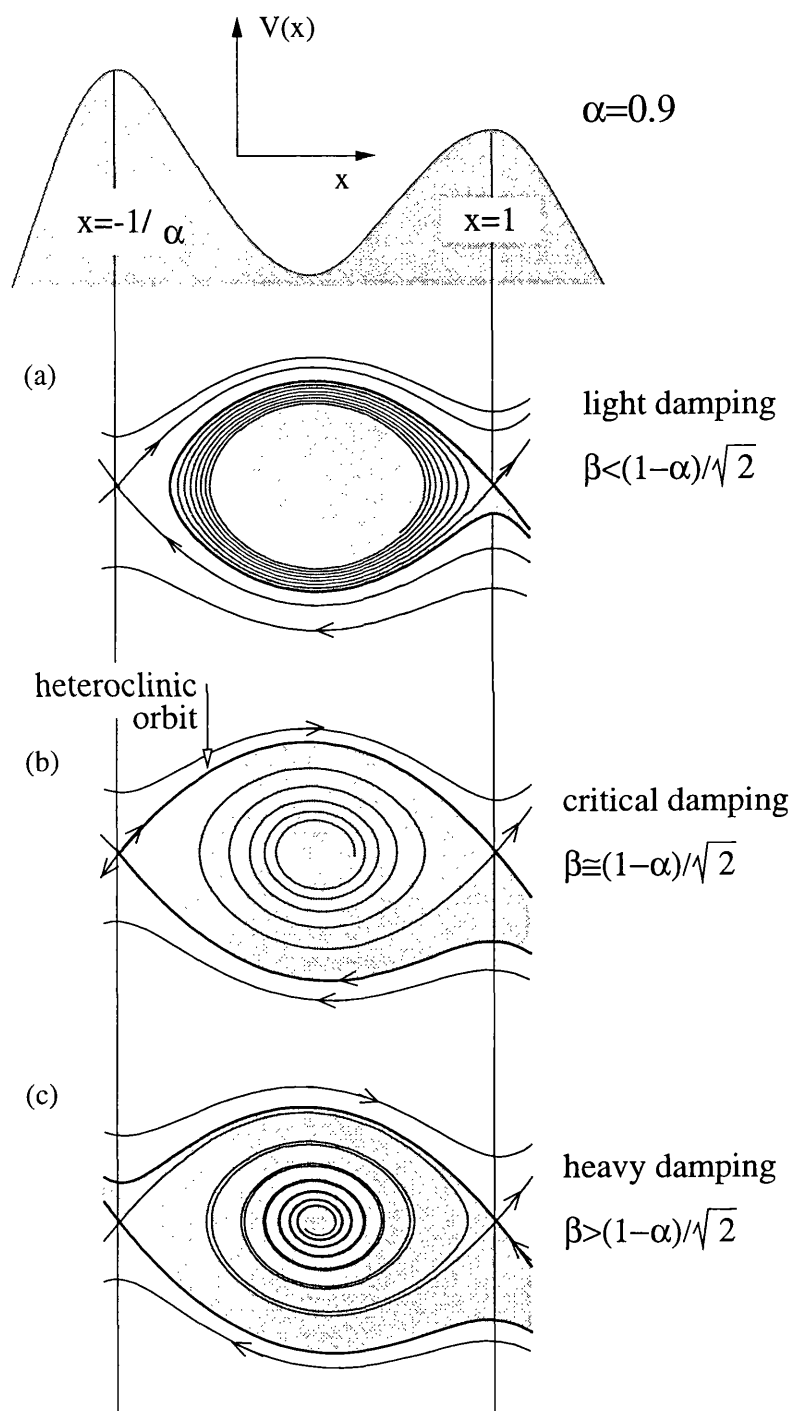 V(x)
α=0.9
x
x=-1/ α
x=1
(a)
light damping
β<(1−α)/√2
heteroclinic
orbit
(b)
critical damping
β≅(1−α)/√2
(c)
heavy damping
β>(1−α)/√2